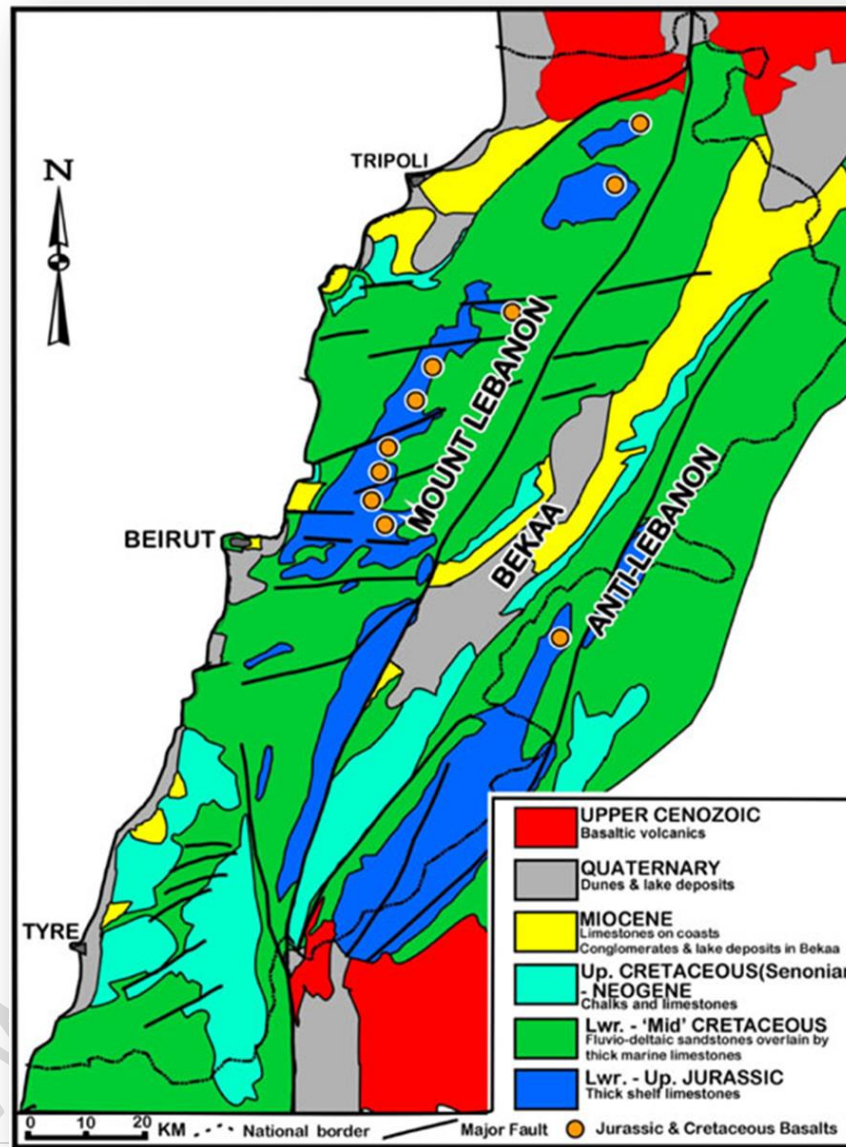 N
TRIPOLI
MOUNT LEBANON
BEIRUT
BEKAA
ANTI-LEBANON
TYRE
UPPER CENOZOIC
Basaltic volcanics
QUATERNARY
Dunes & lake deposits
MIOCENE
Limestones on coasts
Conglomerates & lake deposits in Bekaa
Up. CRETACEOUS(Senonian
- NEOGENE
Chalks and limestones
Lwr. - 'Mid' CRETACEOUS
Fluvio-deltaic sandstones overlain by
thick marine limestones
Lwr. - Up. JURASSIC
Thick shelf limestones
0 10 20 KM National border Major Fault Jurassic & Cretaceous Basalts